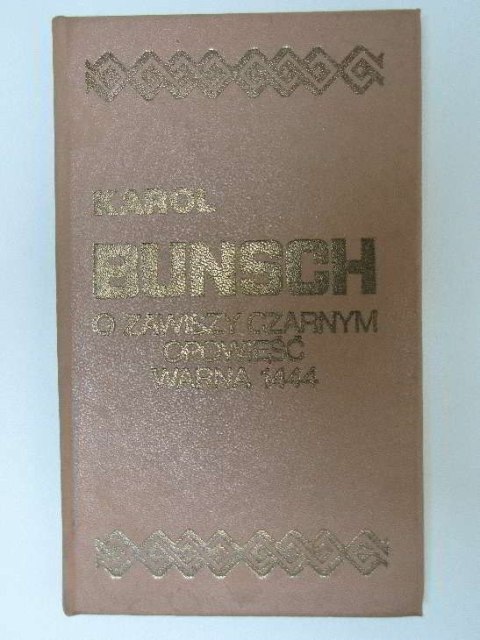 KAROL
BUNSCH
O ZAWISZY CZARNYM
OPOWIEŚĆ
WARNA 1444